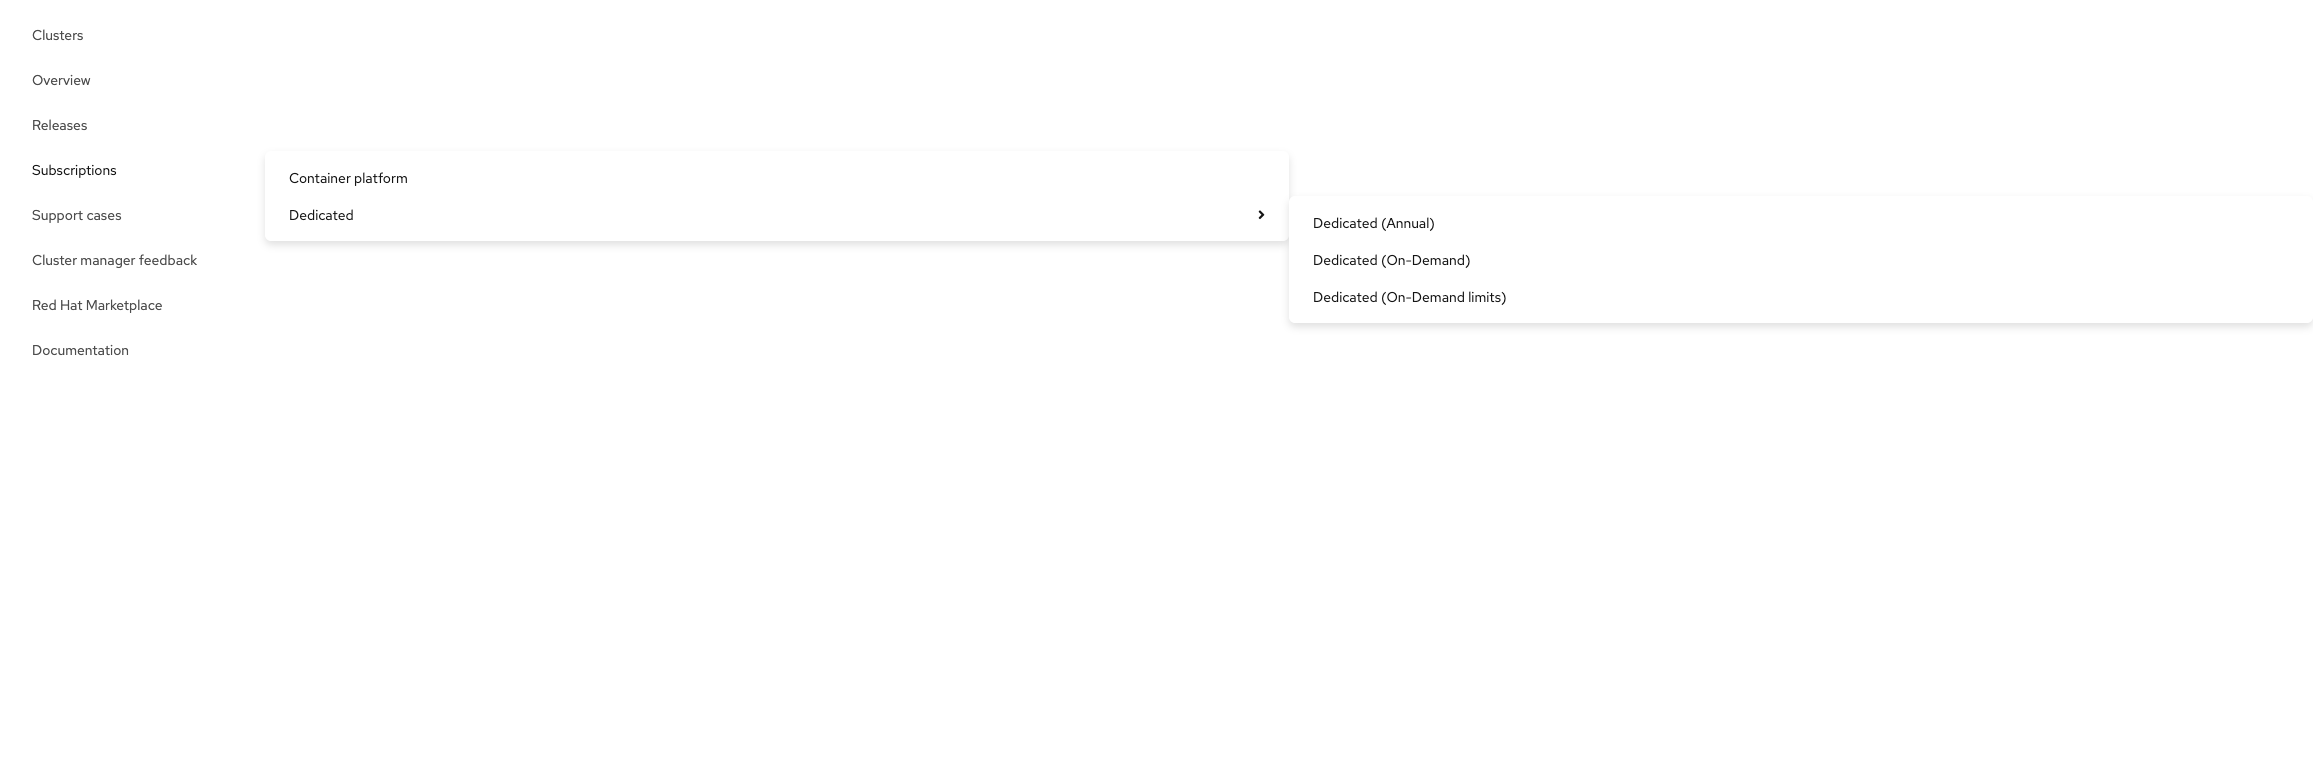 Clusters
Overview
Releases
Subscriptions
Support cases
Cluster manager feedback
Red Hat Marketplace
Documentation
Container platform
Dedicated
Dedicated (Annual)
Dedicated (On-Demand)
Dedicated (On-Demand limits)